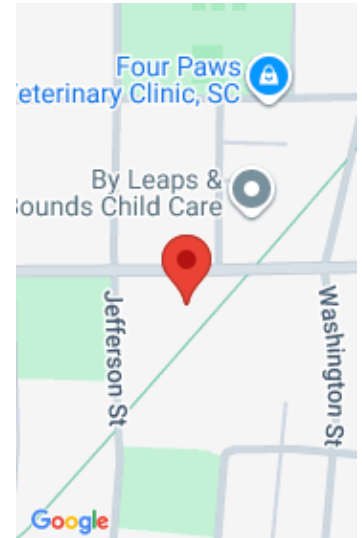 Four Paws
eterinary Clinic, SC
By Leaps &
ounds Child Care
Jefferson St
Washington St
Google